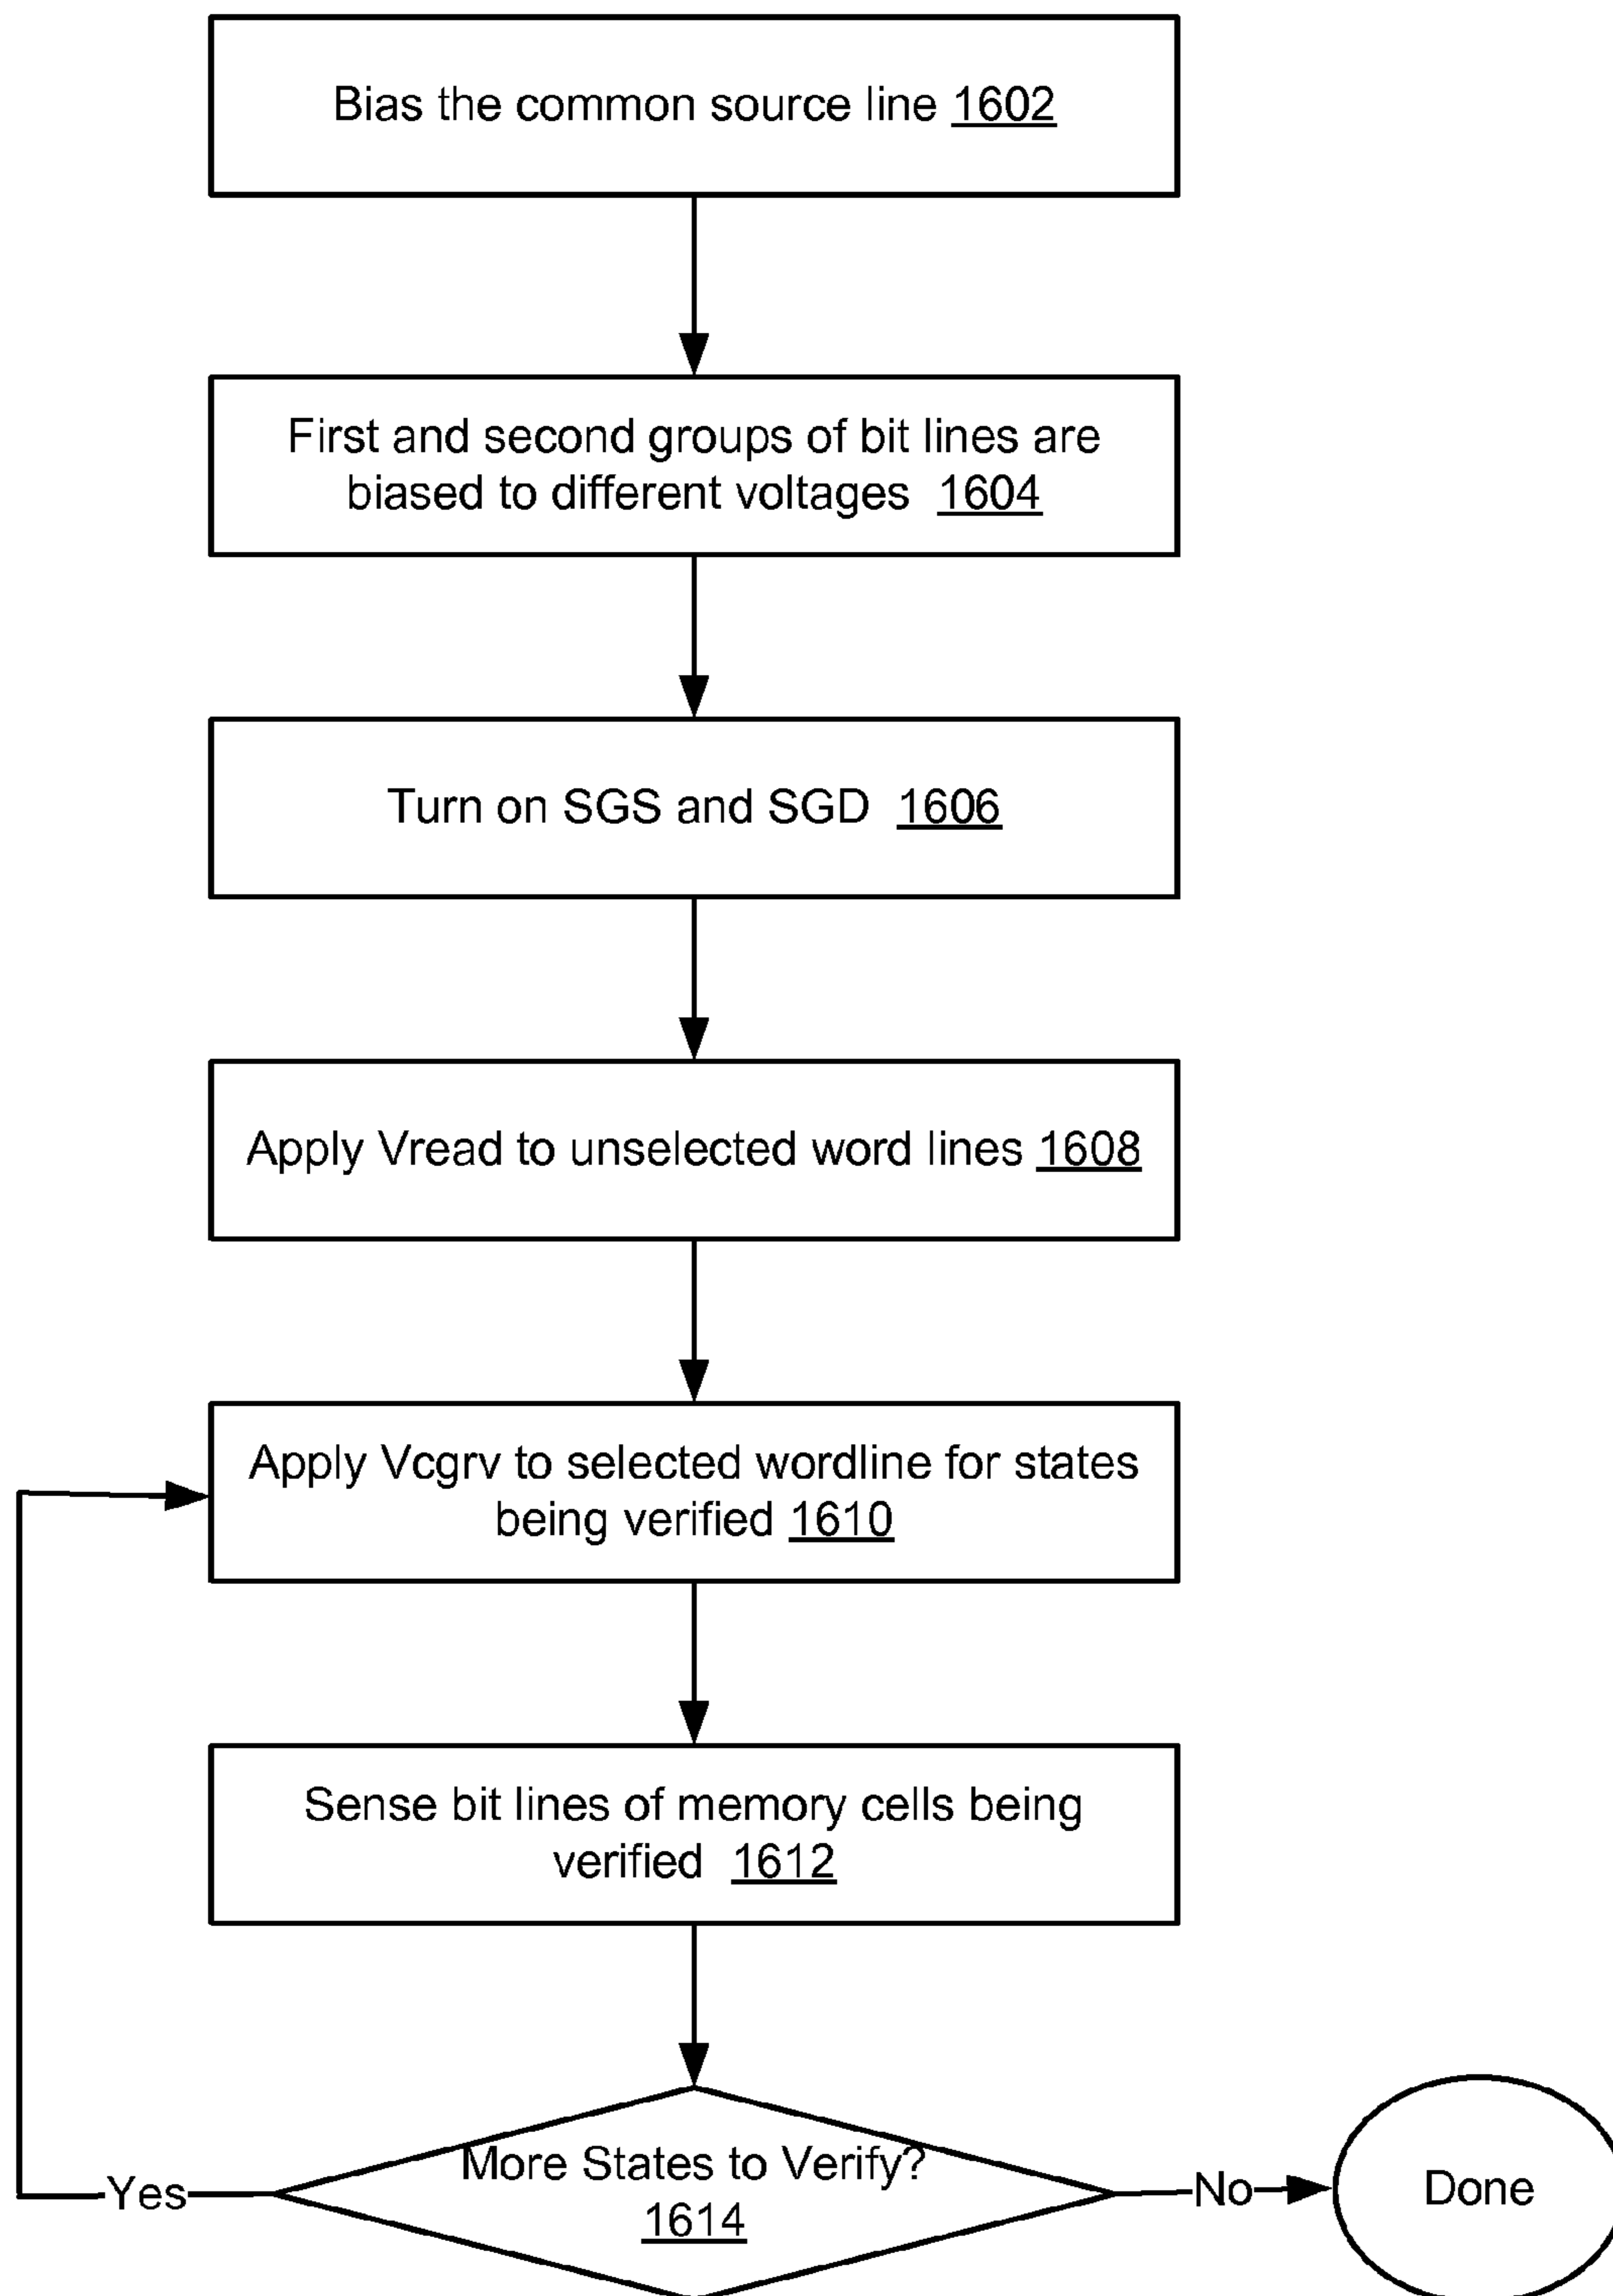 Bias the common source line 1602
First and second groups of bit lines are
biased to different voltages 1604
Turn on SGS and SGD 1606
Apply Vread to unselected word lines 1608
Apply Vcgrv to selected wordline for states
being verified 1610
Sense bit lines of memory cells being
verified 1612
More States to Verify?
1614
Yes
No
Done